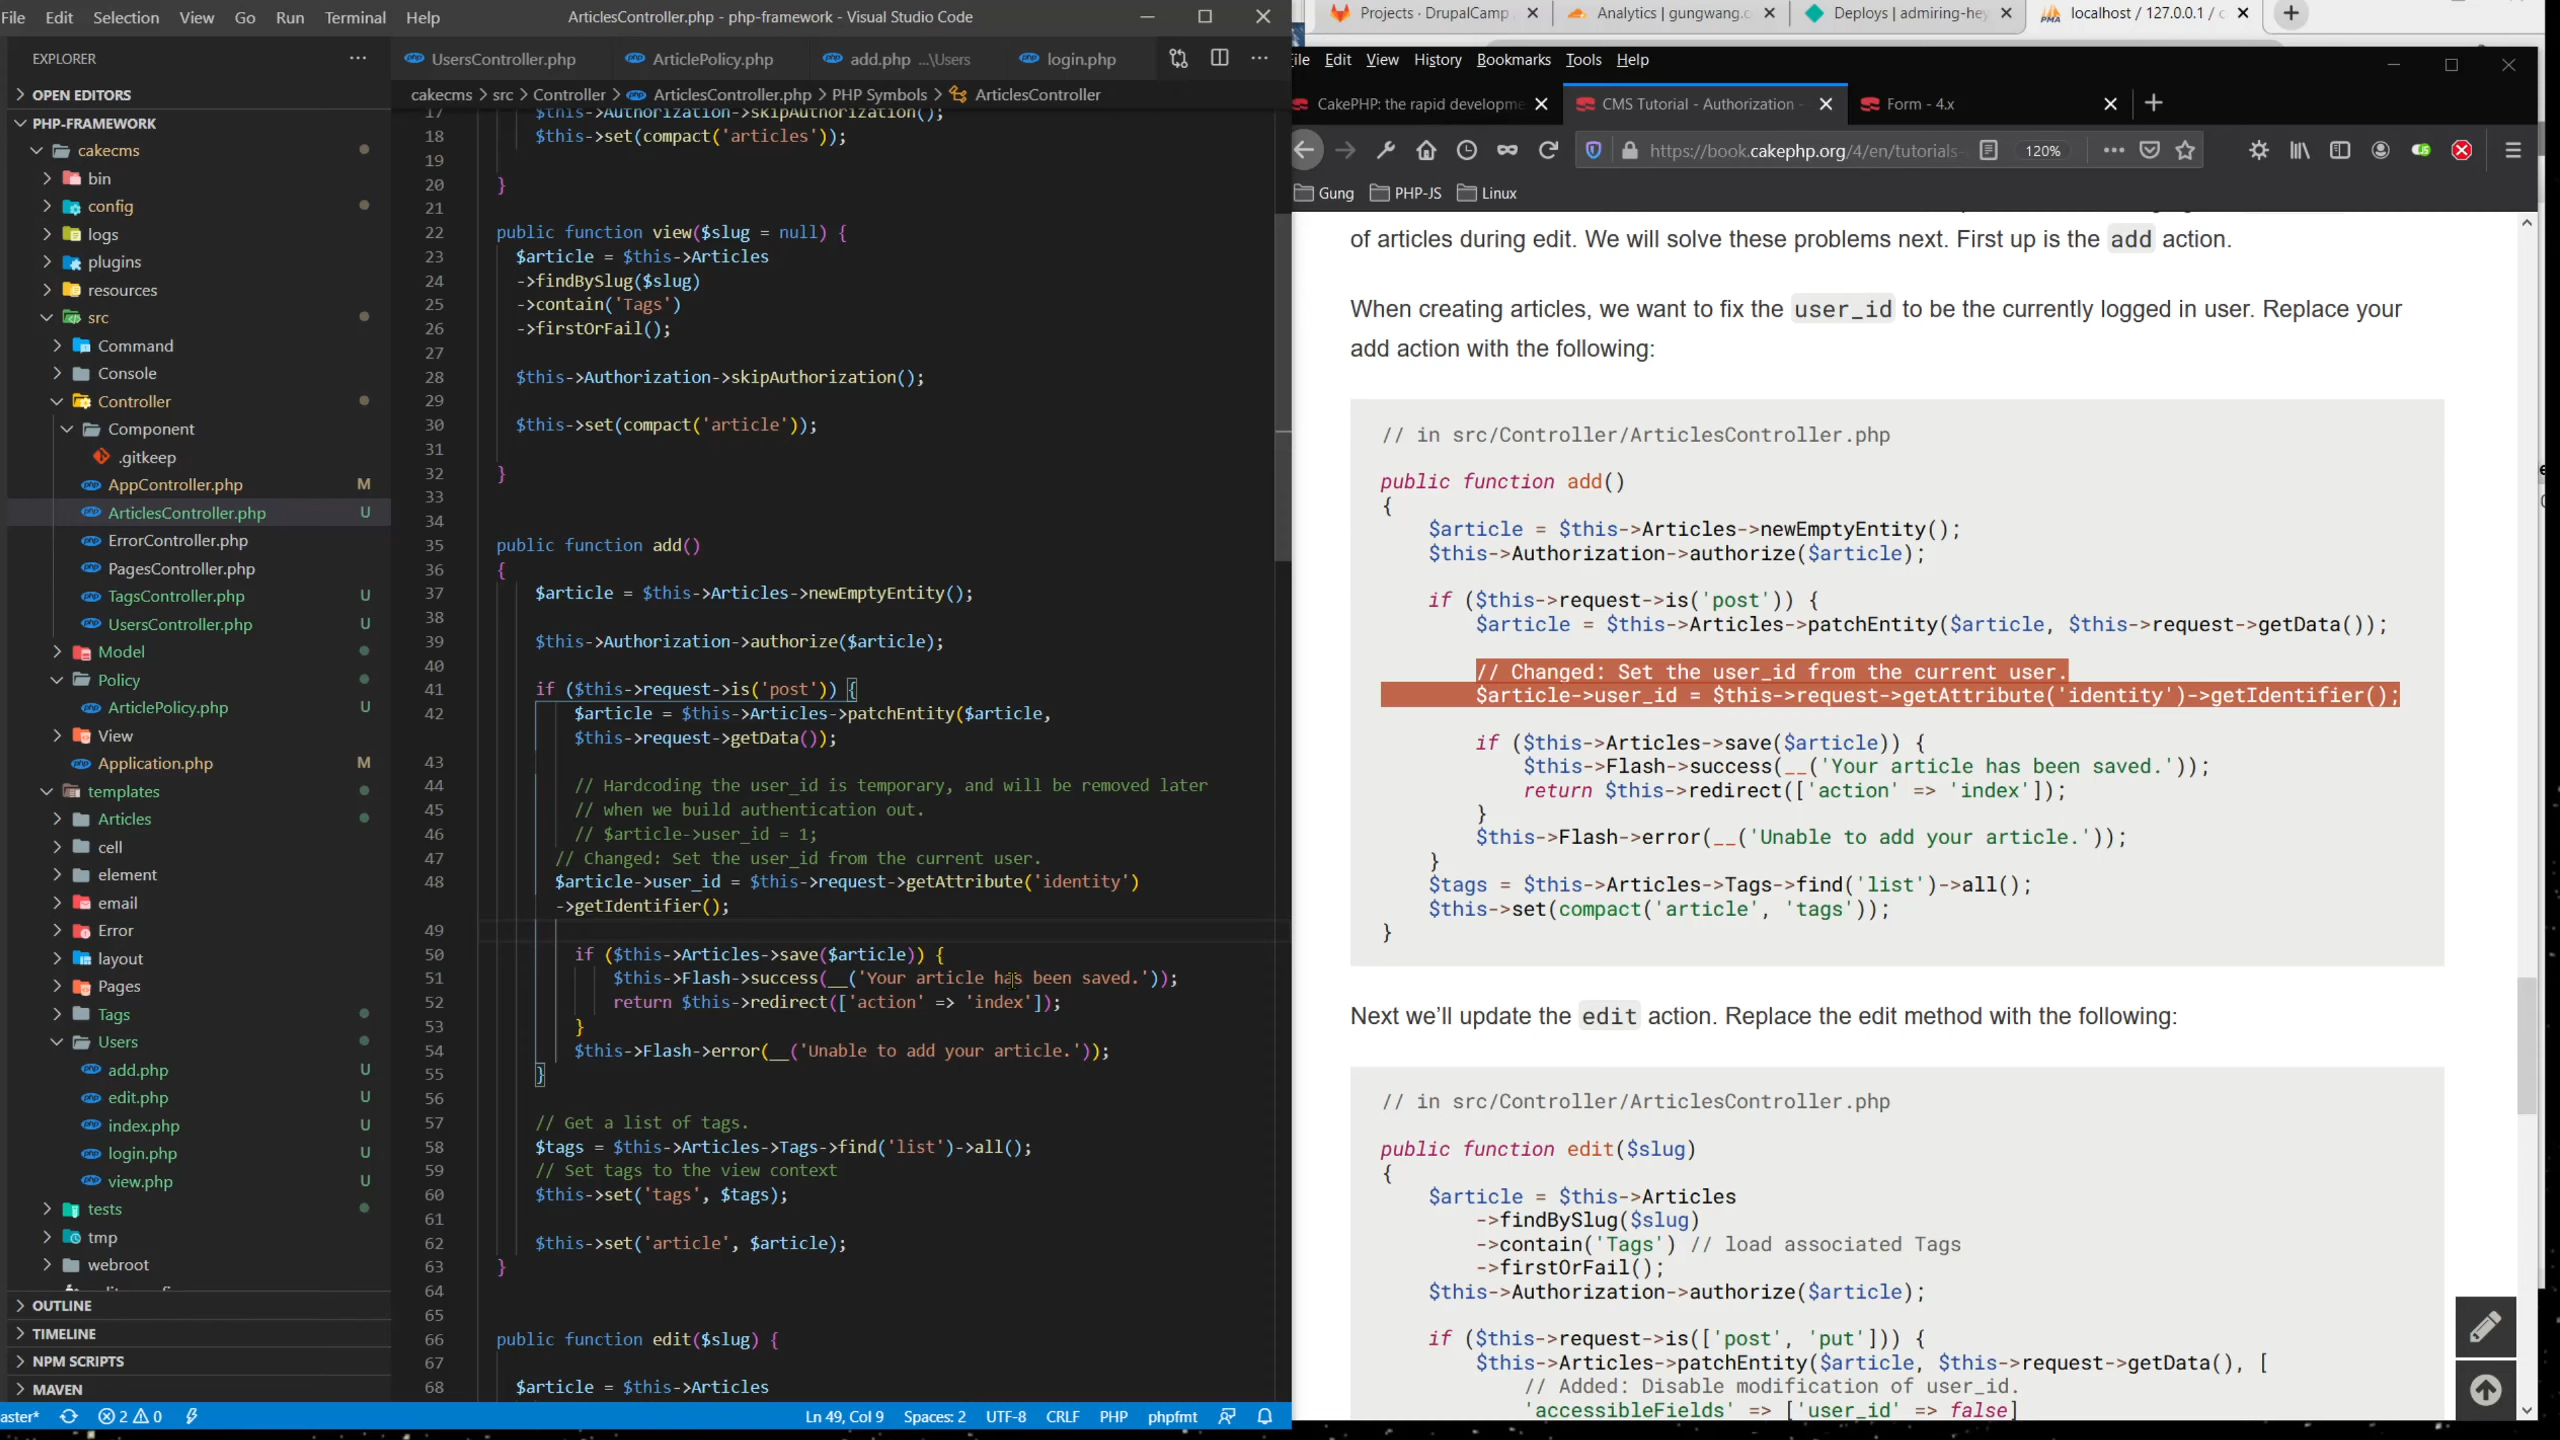 File Edit Selection View Go Run Terminal Help
ArticlesController.php - php-framework - Visual Studio Code
EXPLORER
OPEN EDITORS
PHP-FRAMEWORK
cakecms
bin
config
logs
plugins
resources
src
Command
Console
Controller
Component
.gitkeep
AppController.php M
ArticlesController.php U
ErrorController.php
PagesController.php
TagsController.php U
UsersController.php U
Model
Policy
ArticlePolicy.php U
View
Application.php M
templates
Articles
cell
element
email
Error
layout
Pages
Tags
Users
add.php U
edit.php U
index.php U
login.php U
view.php U
tests
tmp
webroot
OUTLINE
TIMELINE
NPM SCRIPTS
MAVEN
UsersController.php ArticlePolicy.php add.php ...\Users login.php
cakecms > src > Controller > ArticlesController.php > PHP Symbols > ArticlesController
17 $this->Authorization->skipAuthorization();
18 $this->set(compact('articles'));
19
20 }
21
22 public function view($slug = null) {
23 $article = $this->Articles
24 ->findBySlug($slug)
25 ->contain('Tags')
26 ->firstOrFail();
27
28 $this->Authorization->skipAuthorization();
29
30 $this->set(compact('article'));
31
32 }
33
34
35 public function add()
36 {
37 $article = $this->Articles->newEmptyEntity();
38
39 $this->Authorization->authorize($article);
40
41 if ($this->request->is('post')) {
42 $article = $this->Articles->patchEntity($article,
$this->request->getData());
43
44 // Hardcoding the user_id is temporary, and will be removed later
45 // when we build authentication out.
46 // $article->user_id = 1;
47 // Changed: Set the user_id from the current user.
48 $article->user_id = $this->request->getAttribute('identity')
->getIdentifier();
49
50 if ($this->Articles->save($article)) {
51 $this->Flash->success(__('Your article has been saved.'));
52 return $this->redirect(['action' => 'index']);
53 }
54 $this->Flash->error(__('Unable to add your article.'));
55 }
56
57 // Get a list of tags.
58 $tags = $this->Articles->Tags->find('list')->all();
59 // Set tags to the view context
60 $this->set('tags', $tags);
61
62 $this->set('article', $article);
63 }
64
65
66 public function edit($slug) {
67
68 $article = $this->Articles
aster* 2 0 Ln 49, Col 9 Spaces: 2 UTF-8 CRLF PHP phpfmt
Projects · DrupalCamp Analytics | gungwang.c Deploys | admiring-hey localhost / 127.0.0.1 / c
ile Edit View History Bookmarks Tools Help
CakePHP: the rapid developme CMS Tutorial - Authorization - Form - 4.x
https://book.cakephp.org/4/en/tutorials- 120%
Gung PHP-JS Linux
of articles during edit. We will solve these problems next. First up is the add action.
When creating articles, we want to fix the user_id to be the currently logged in user. Replace your
add action with the following:
// in src/Controller/ArticlesController.php
public function add()
{
$article = $this->Articles->newEmptyEntity();
$this->Authorization->authorize($article);
if ($this->request->is('post')) {
$article = $this->Articles->patchEntity($article, $this->request->getData());
// Changed: Set the user_id from the current user.
$article->user_id = $this->request->getAttribute('identity')->getIdentifier();
if ($this->Articles->save($article)) {
$this->Flash->success(__('Your article has been saved.'));
return $this->redirect(['action' => 'index']);
}
$this->Flash->error(__('Unable to add your article.'));
}
$tags = $this->Articles->Tags->find('list')->all();
$this->set(compact('article', 'tags'));
}
Next we’ll update the edit action. Replace the edit method with the following:
// in src/Controller/ArticlesController.php
public function edit($slug)
{
$article = $this->Articles
->findBySlug($slug)
->contain('Tags') // load associated Tags
->firstOrFail();
$this->Authorization->authorize($article);
if ($this->request->is(['post', 'put'])) {
$this->Articles->patchEntity($article, $this->request->getData(), [
// Added: Disable modification of user_id.
'accessibleFields' => ['user_id' => false]